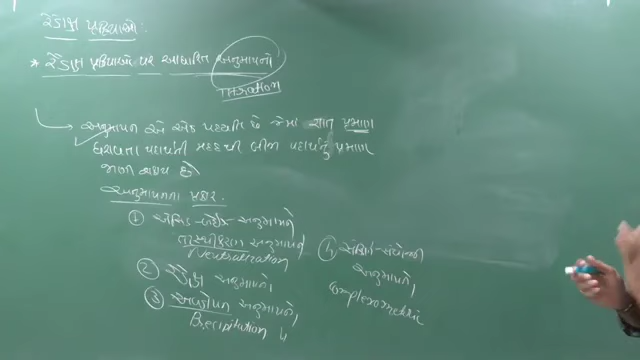 રેડોક્ષ પ્રક્રિયાઓ:
* રેડોક્ષ પ્રક્રિયાઓ પર આધારિત અનુમાપનો
Titration
→ અનુમાપન એ એક પદ્ધતિ છે જેમાં જ્ઞાત પ્રમાણ
ધરાવતા પદાર્થની મદદથી બીજા પદાર્થનું પ્રમાણ
જાણી શકાય છે
અનુમાપનના પ્રકાર:
① એસિડ-બેઇઝ અનુમાપનો
તટસ્થીકરણ અનુમાપનો
Neutralization
② રેડોક્ષ અનુમાપનો,
③ અવક્ષેપન અનુમાપનો,
Precipitation
④ સંકિર્ણ-સંયોજન
અનુમાપનો,
Complexometric